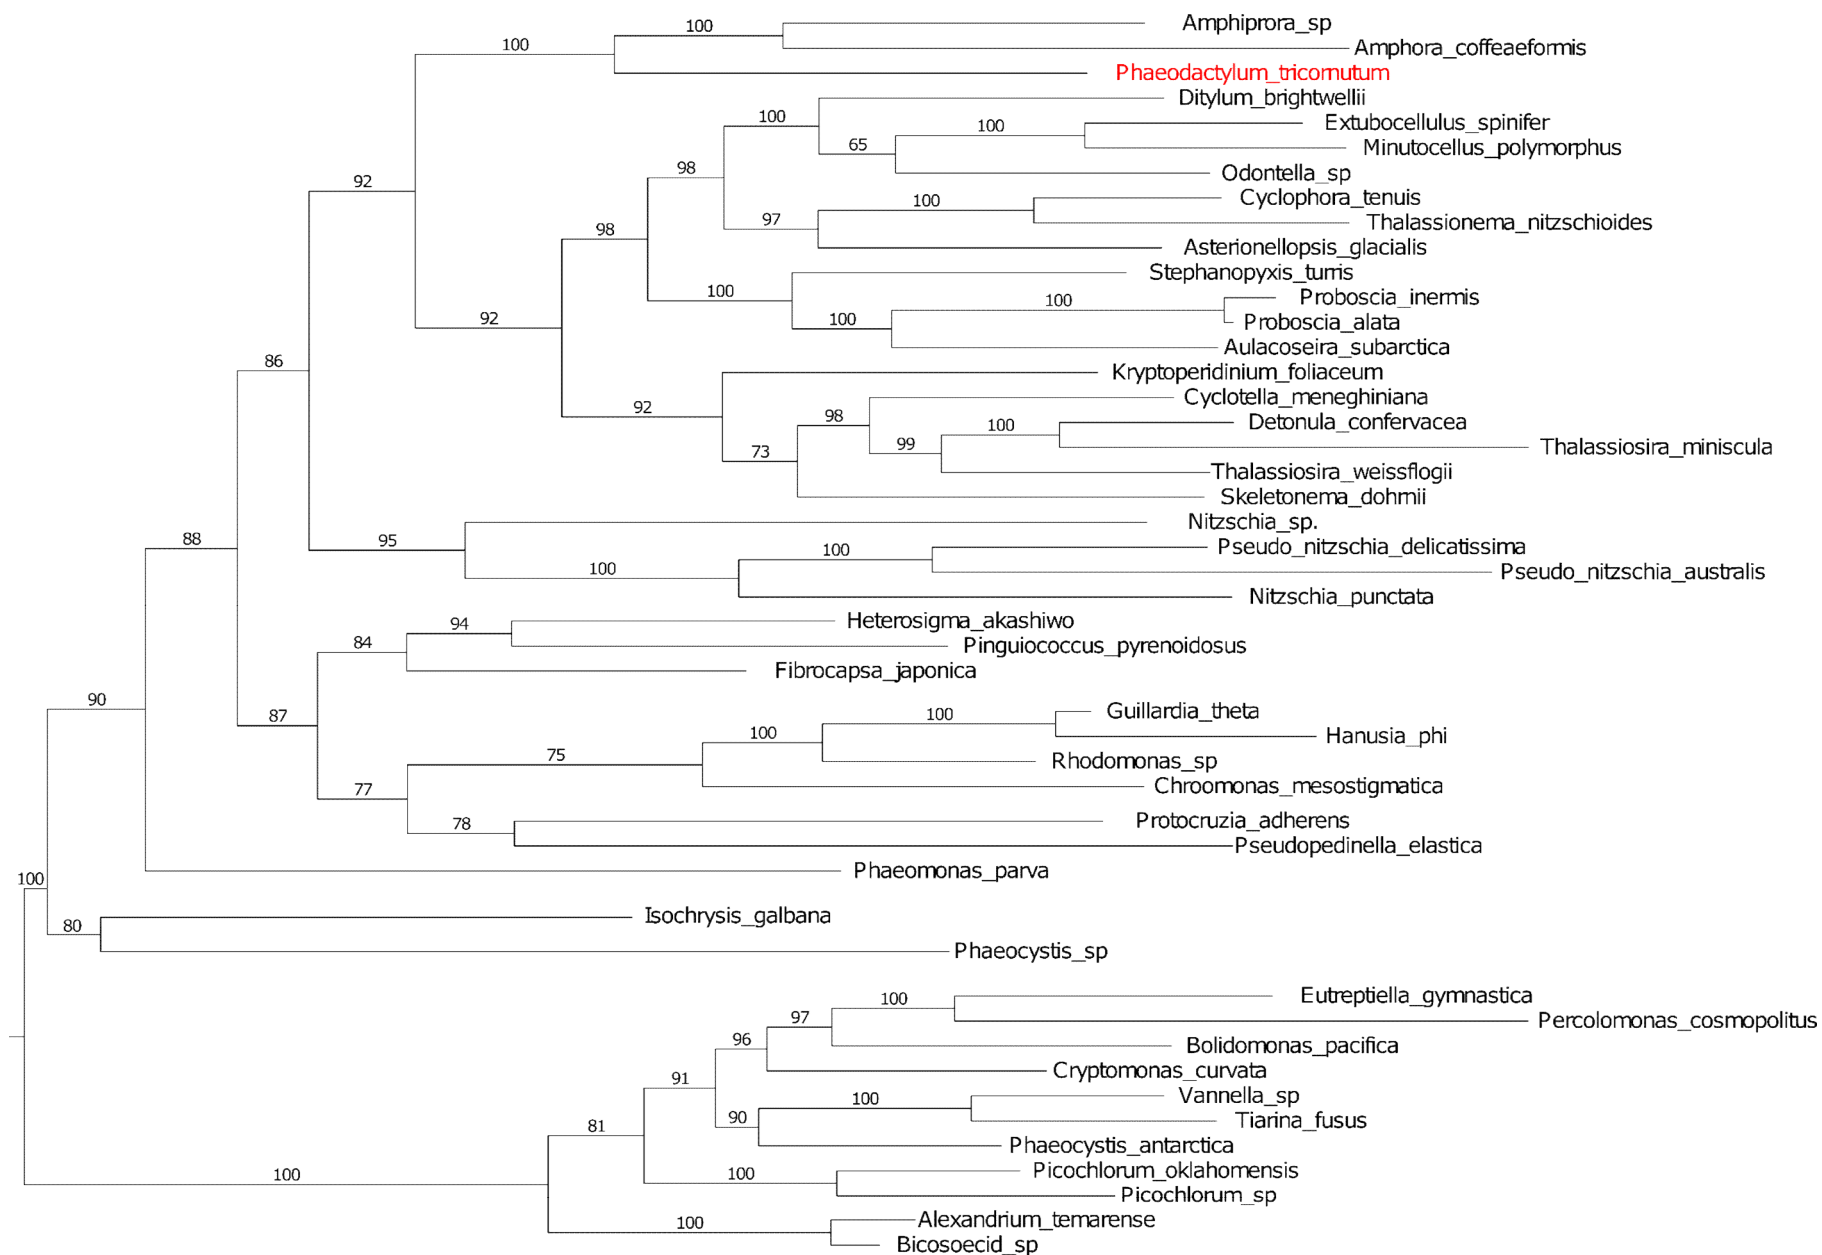 100 Amphiprora_sp
100 Amphora_coffeaeformis
Phaeodactylum_tricornutum
Ditylum_brightwellii
100
100 Extubocellulus_spinifer
65 Minutocellus_polymorphus
98 Odontella_sp
92
100 Cyclophora_tenuis
97 Thalassionema_nitzschioides
98
Asterionellopsis_glacialis
Stephanopyxis_turris
100 100 Proboscia_inermis
92 100 Proboscia_alata
Aulacoseira_subarctica
86
Kryptoperidinium_foliaceum
92 98 Cyclotella_meneghiniana
100 Detonula_confervacea
73 99 Thalassiosira_miniscula
Thalassiosira_weissflogii
Skeletonema_dohrnii
88 95 Nitzschia_sp.
100 Pseudo_nitzschia_delicatissima
100 Pseudo_nitzschia_australis
Nitzschia_punctata
94 Heterosigma_akashiwo
84 Pinguiococcus_pyrenoidosus
Fibrocapsa_japonica
90
87 100 Guillardia_theta
100 Hanusia_phi
75 Rhodomonas_sp
77 Chroomonas_mesostigmatica
78 Protocruzia_adherens
Pseudopedinella_elastica
100 Phaeomonas_parva
80 Isochrysis_galbana
Phaeocystis_sp
100 Eutreptiella_gymnastica
97 Percolomonas_cosmopolitus
96 Bolidomonas_pacifica
91 Cryptomonas_curvata
100 Vannella_sp
90 Tiarina_fusus
81 Phaeocystis_antarctica
100 100 Picochlorum_oklahomensis
Picochlorum_sp
100 Alexandrium_temarense
Bicosoecid_sp